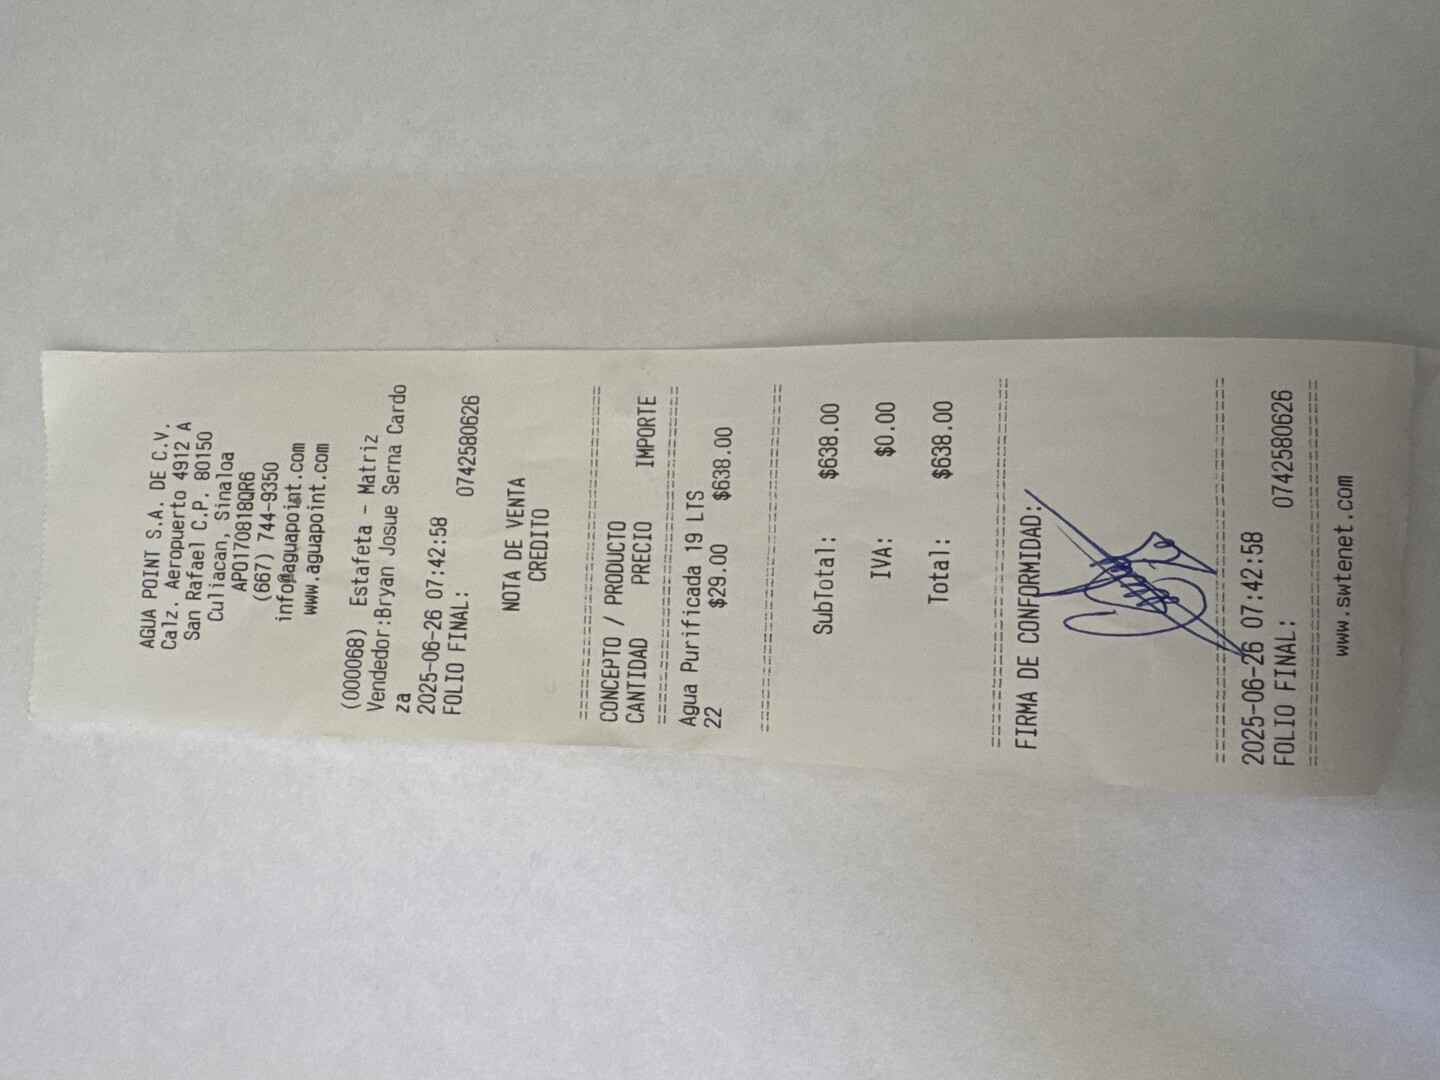 AGUA POINT S.A. DE C.V.
Calz. Aeropuerto 4912 A
San Rafael C.P. 80150
Culiacan, Sinaloa
APO170818QR6
(667) 744-9350
info@aguapoint.com
www.aguapoint.com
(000068) Estafeta - Matriz
Vendedor:Bryan Josue Serna Cardo
za
2025-06-26 07:42:58
FOLIO FINAL: 0742580626
NOTA DE VENTA
CREDITO
CONCEPTO / PRODUCTO
CANTIDAD PRECIO IMPORTE
Agua Purificada 19 LTS
22 $29.00 $638.00
SubTotal: $638.00
IVA: $0.00
Total: $638.00
FIRMA DE CONFORMIDAD:
2025-06-26 07:42:58
FOLIO FINAL: 0742580626
www.swtenet.com